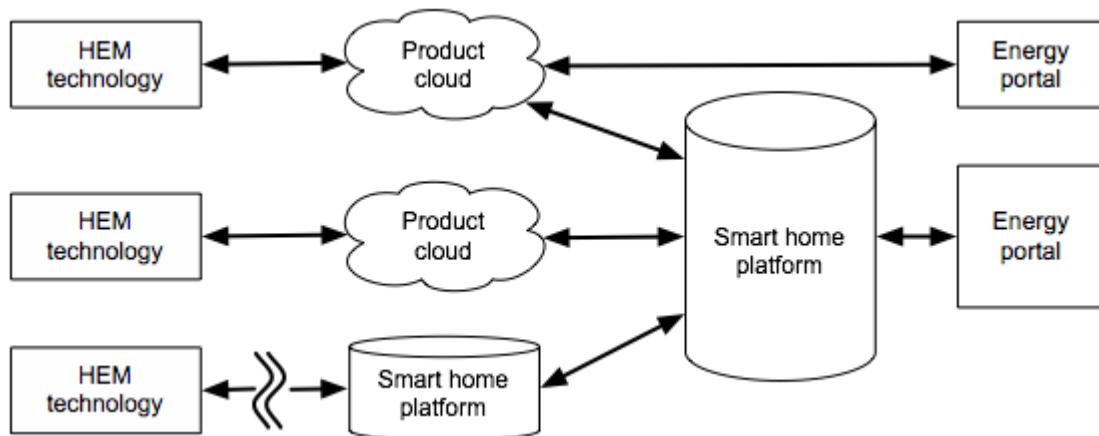 HEM
technology
Product
cloud
Energy
portal
HEM
technology
Product
cloud
Smart home
platform
Energy
portal
HEM
technology
Smart home
platform